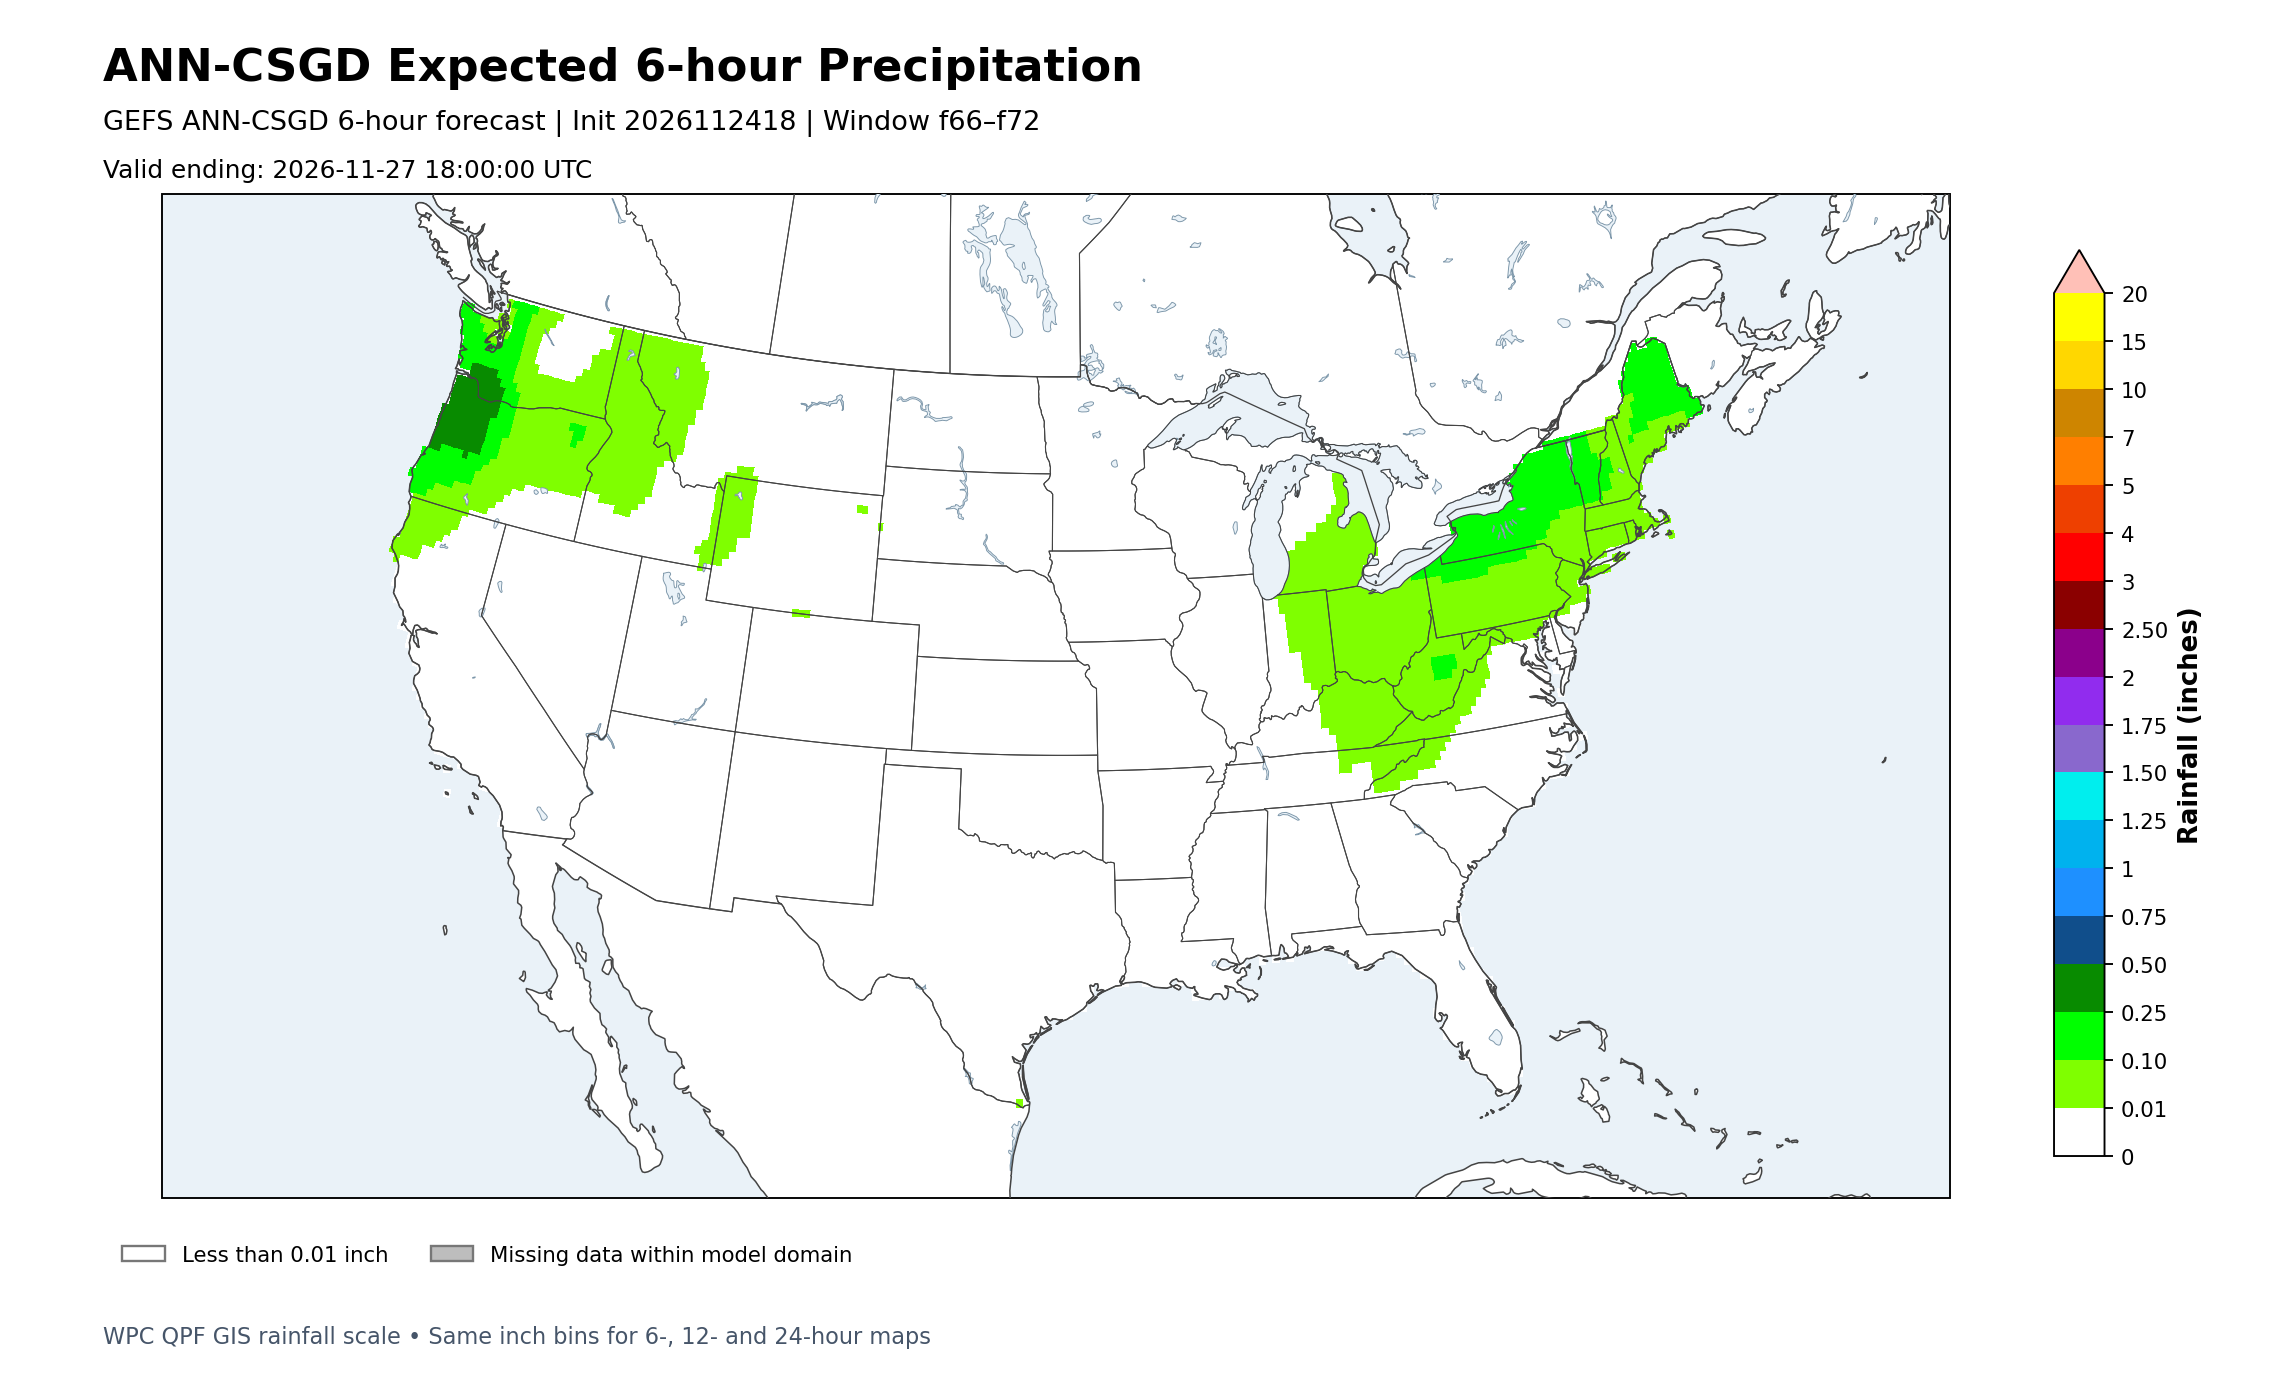 ANN-CSGD Expected 6-hour Precipitation
GEFS ANN-CSGD 6-hour forecast | Init 2026112418 | Window f66–f72
Valid ending: 2026-11-27 18:00:00 UTC
20
15
10
7
5
4
3
2.50
2
1.75
1.50
1.25
1
0.75
0.50
0.25
0.10
0.01
0
Rainfall (inches)
Less than 0.01 inch
Missing data within model domain
WPC QPF GIS rainfall scale • Same inch bins for 6-, 12- and 24-hour maps